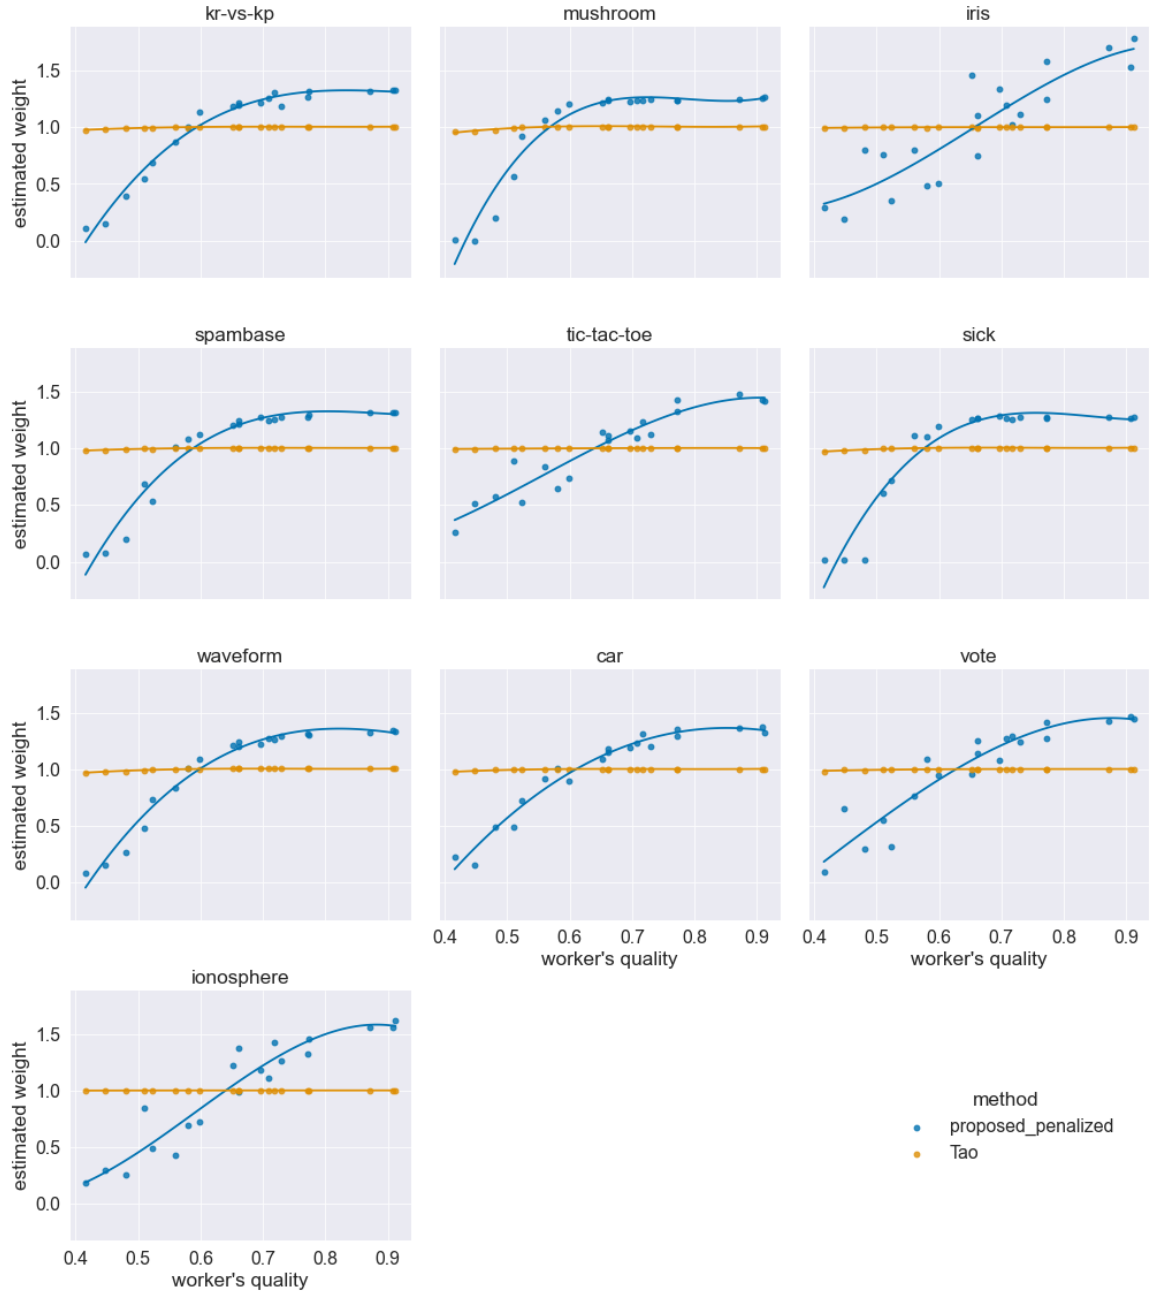 kr-vs-kp
mushroom
iris
estimated weight
1.5
1.0
0.5
0.0
spambase
tic-tac-toe
sick
estimated weight
1.5
1.0
0.5
0.0
waveform
car
vote
estimated weight
1.5
1.0
0.5
0.0
0.4 0.5 0.6 0.7 0.8 0.9
worker's quality
0.4 0.5 0.6 0.7 0.8 0.9
worker's quality
ionosphere
estimated weight
1.5
1.0
0.5
0.0
0.4 0.5 0.6 0.7 0.8 0.9
worker's quality
method
proposed_penalized
Tao